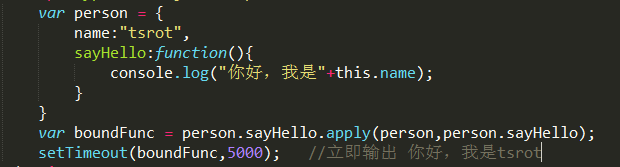 var person = {
name:"tsrot",
sayHello:function(){
console.log("你好，我是"+this.name);
}
}
var boundFunc = person.sayHello.apply(person,person.sayHello);
setTimeout(boundFunc,5000);   //立即输出 你好，我是tsrot